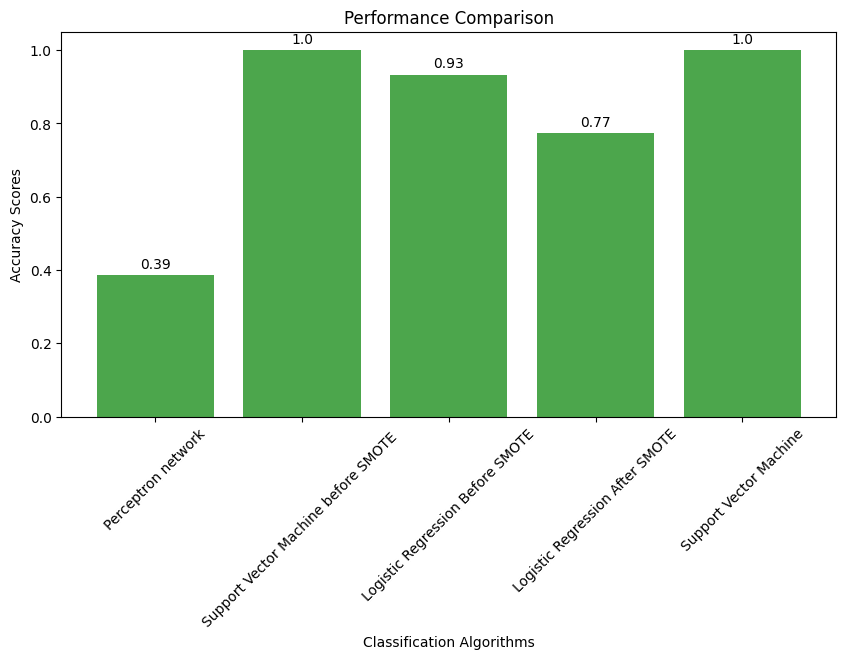 Performance Comparison
Accuracy Scores
1.0
0.8
0.6
0.4
0.2
0.0
0.39
1.0
0.93
0.77
1.0
Perceptron network
Support Vector Machine before SMOTE
Logistic Regression Before SMOTE
Logistic Regression After SMOTE
Support Vector Machine
Classification Algorithms